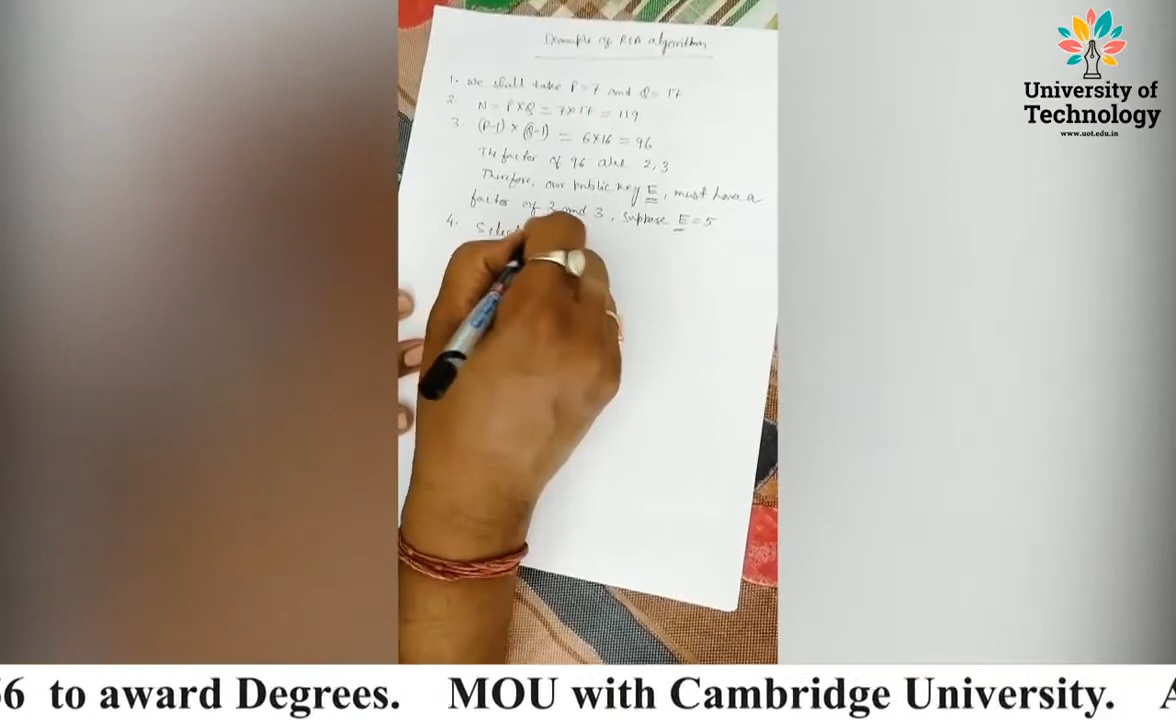 Example of RSA algorithm
1. We shall take P=7 and Q=17
2. N = P×Q = 7×17 = 119
3. (P-1) × (Q-1) = 6×16 = 96
The factor of 96 are 2,3
Therefore, our public key E, must have a
factor of 2 and 3, Suppose E=5
4. Select
University of
Technology
www.uot.edu.in
56 to award Degrees. MOU with Cambridge University. A